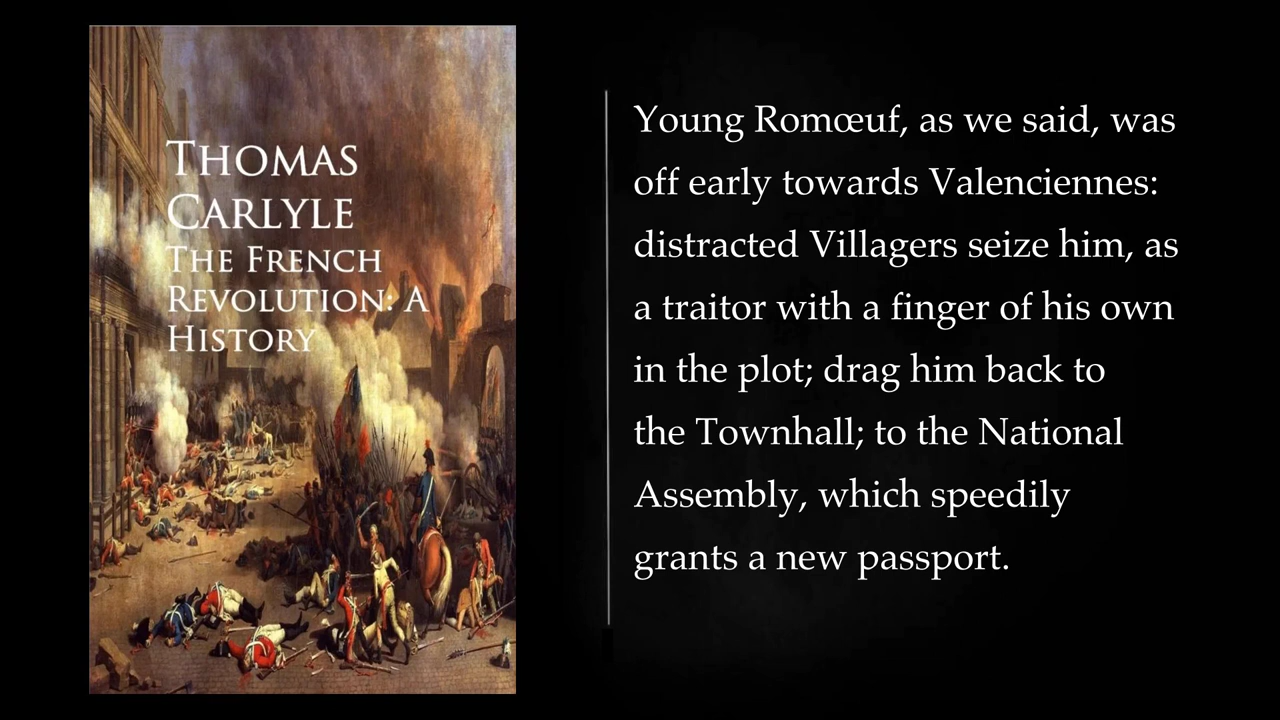 THOMAS
CARLYLE
THE FRENCH
REVOLUTION: A
HISTORY
Young Romœuf, as we said, was
off early towards Valenciennes:
distracted Villagers seize him, as
a traitor with a finger of his own
in the plot; drag him back to
the Townhall; to the National
Assembly, which speedily
grants a new passport.